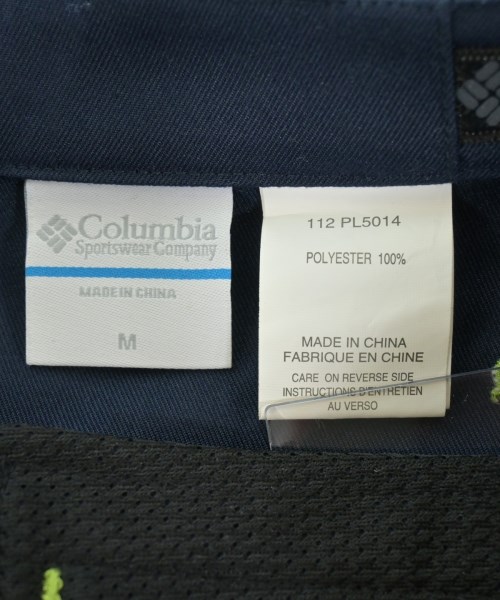 Columbia
Sportswear Company
MADE IN CHINA
M
112 PL5014
POLYESTER 100%
MADE IN CHINA
FABRIQUE EN CHINE
CARE ON REVERSE SIDE
INSTRUCTIONS D'ENTRETIEN
AU VERSO